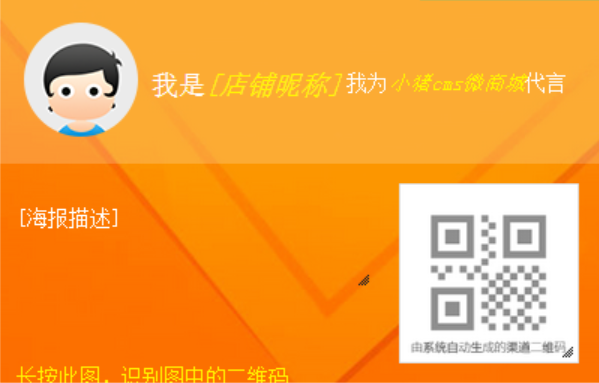 我是[店铺昵称]我为小猪cms微商城代言
[海报描述]
由系统自动生成的渠道二维码
长按此图，识别图中的二维码